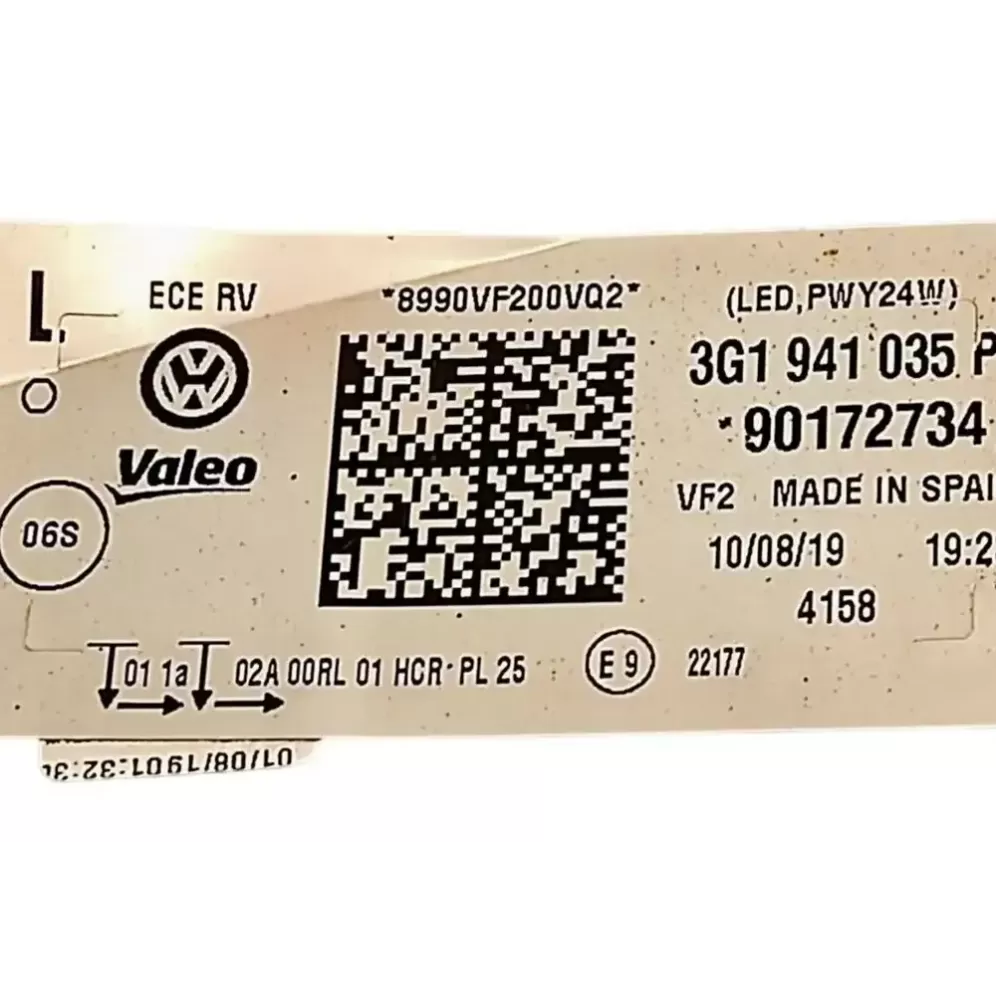 L.
ECE RV
*8990VF200VQ2*
(LED,PWY24W)
3G1 941 035 P
Valeo
*90172734
06S
VF2 MADE IN SPAI
10/08/19 19:2
4158
01 1a 02A 00RL 01 HCR PL 25
E 9
22177